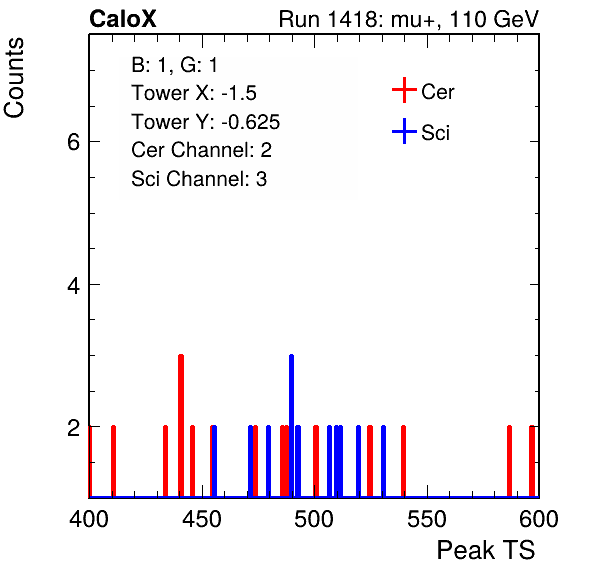 CaloX Run 1418: mu+, 110 GeV
Counts
B: 1, G: 1
Tower X: -1.5
Tower Y: -0.625
Cer Channel: 2
Sci Channel: 3
Cer
Sci
6
4
2
400 450 500 550 600
Peak TS